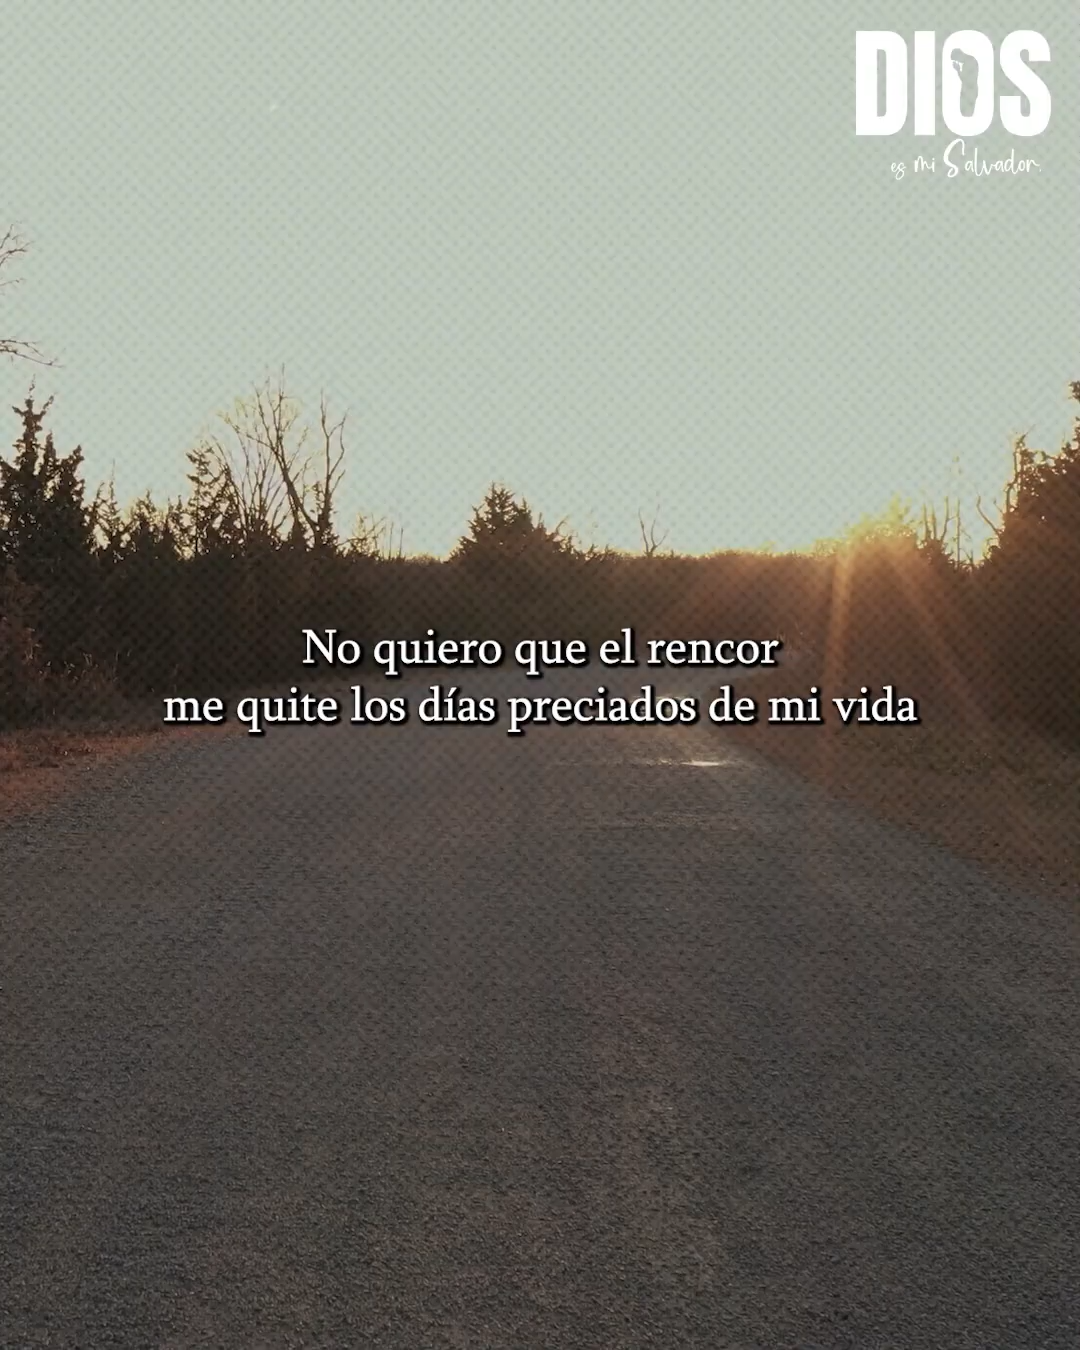 DIOS
es mi Salvador.
No quiero que el rencor
me quite los días preciados de mi vida